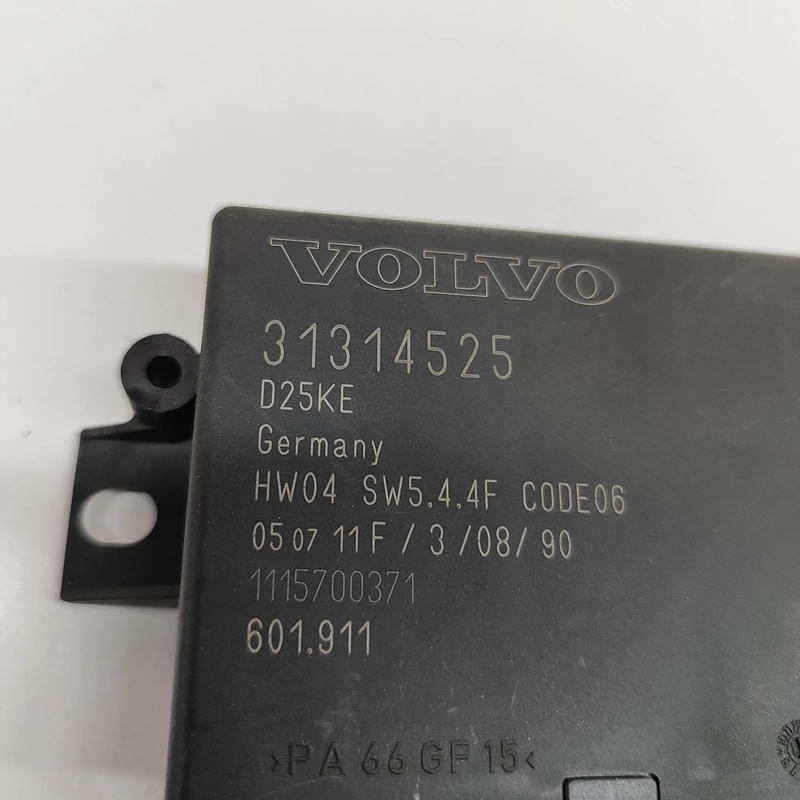 VOLVO
31314525
D25KE
Germany
HW04 SW5.4.4F CODE06
05 07 11F / 3 /08/ 90
1115700371
601.911
>PA 66 GF 15<